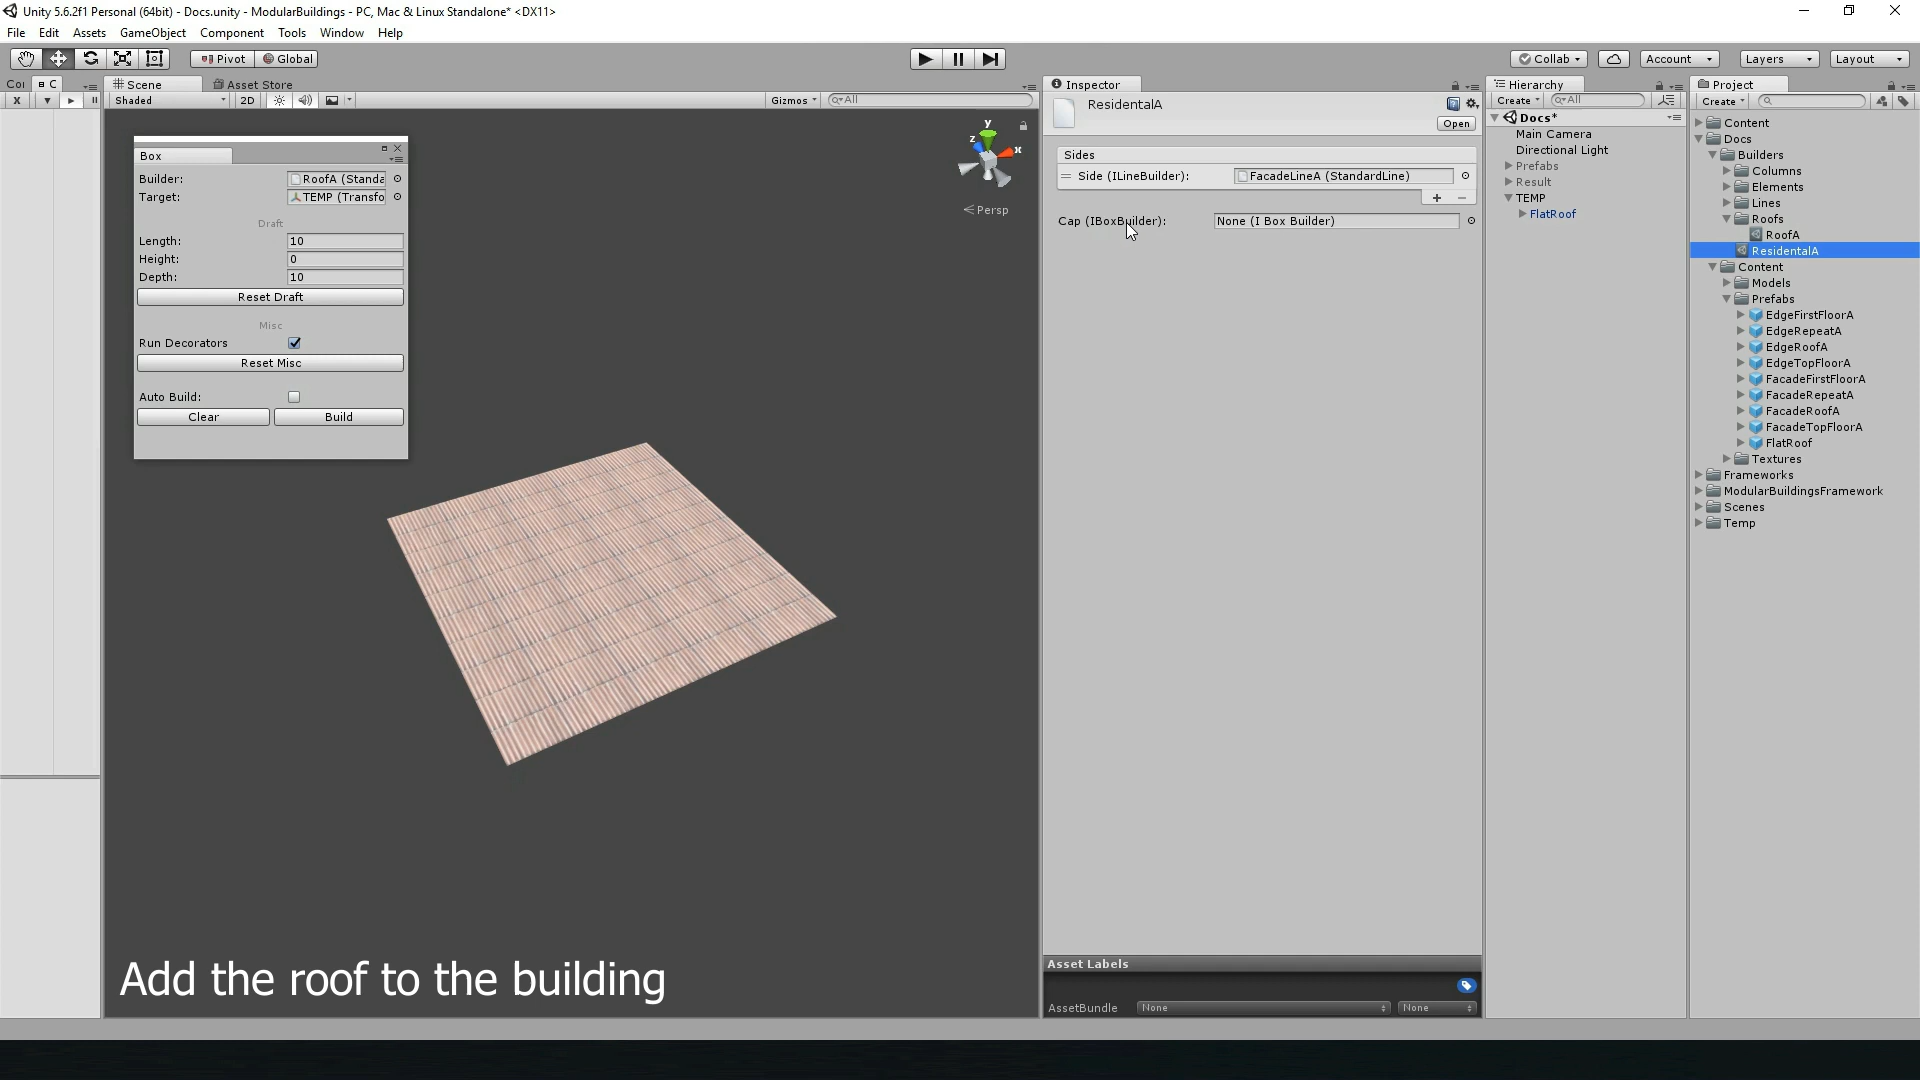 Unity 5.6.2f1 Personal (64bit) - Docs.unity - ModularBuildings - PC, Mac & Linux Standalone* <DX11>
File Edit Assets GameObject Component Tools Window Help
Pivot Global Collab Account Layers Layout
C Scene Asset Store Inspector Hierarchy Project
Shaded 2D Gizmos All
ResidentalA
Open
Sides
Side (ILineBuilder): FacadeLineA (StandardLine)
Cap (IBoxBuilder): None (I Box Builder)
Asset Labels
AssetBundle None None
Create All
Docs*
Main Camera
Directional Light
Prefabs
Result
TEMP
FlatRoof
Create
Content
Docs
Builders
Columns
Elements
Lines
Roofs
RoofA
ResidentalA
Content
Models
Prefabs
EdgeFirstFloorA
EdgeRepeatA
EdgeRoofA
EdgeTopFloorA
FacadeFirstFloorA
FacadeRepeatA
FacadeRoofA
FacadeTopFloorA
FlatRoof
Textures
Frameworks
ModularBuildingsFramework
Scenes
Temp
y
z
x
Persp
Box
Builder: RoofA (Standa
Target: TEMP (Transfo
Draft
Length: 10
Height: 0
Depth: 10
Reset Draft
Misc
Run Decorators
Reset Misc
Auto Build:
Clear Build
Add the roof to the building